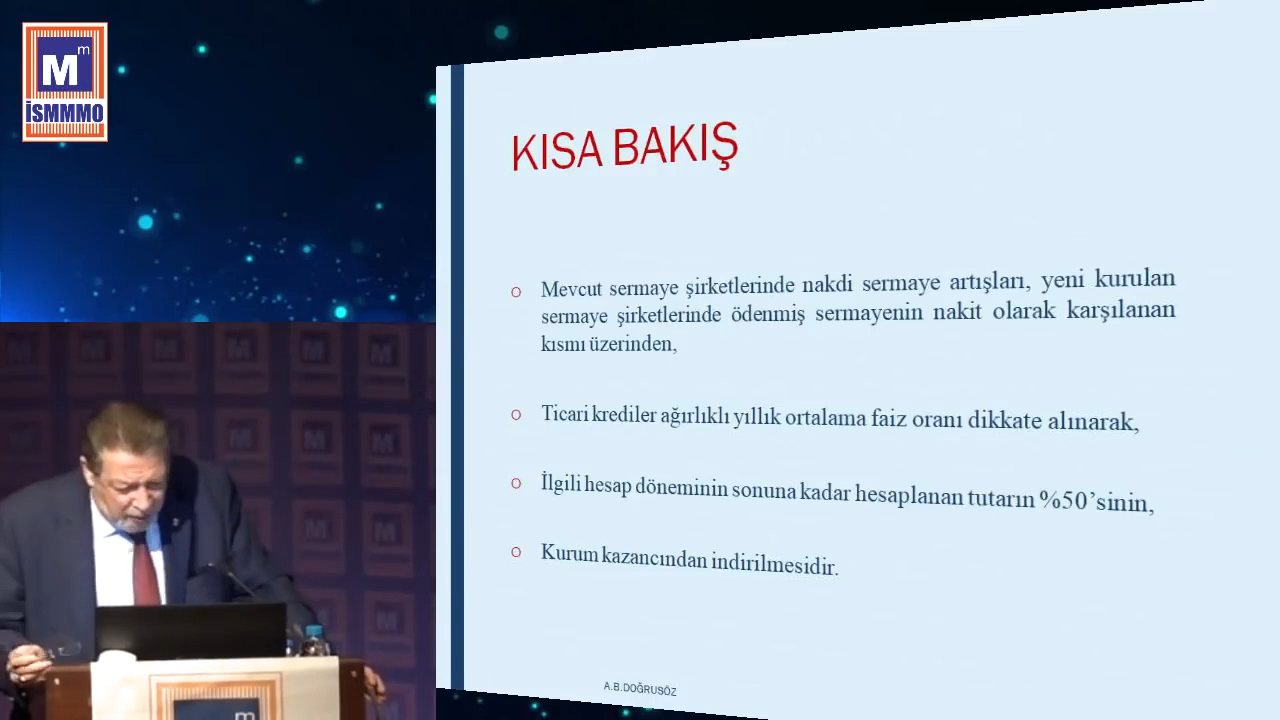 Mm
İSMMMO
KISA BAKIŞ
o Mevcut sermaye şirketlerinde nakdi sermaye artışları, yeni kurulan
sermaye şirketlerinde ödenmiş sermayenin nakit olarak karşılanan
kısmı üzerinden,
o Ticari krediler ağırlıklı yıllık ortalama faiz oranı dikkate alınarak,
o İlgili hesap döneminin sonuna kadar hesaplanan tutarın %50’sinin,
o Kurum kazancından indirilmesidir.
A.B.DOĞRUSÖZ
m